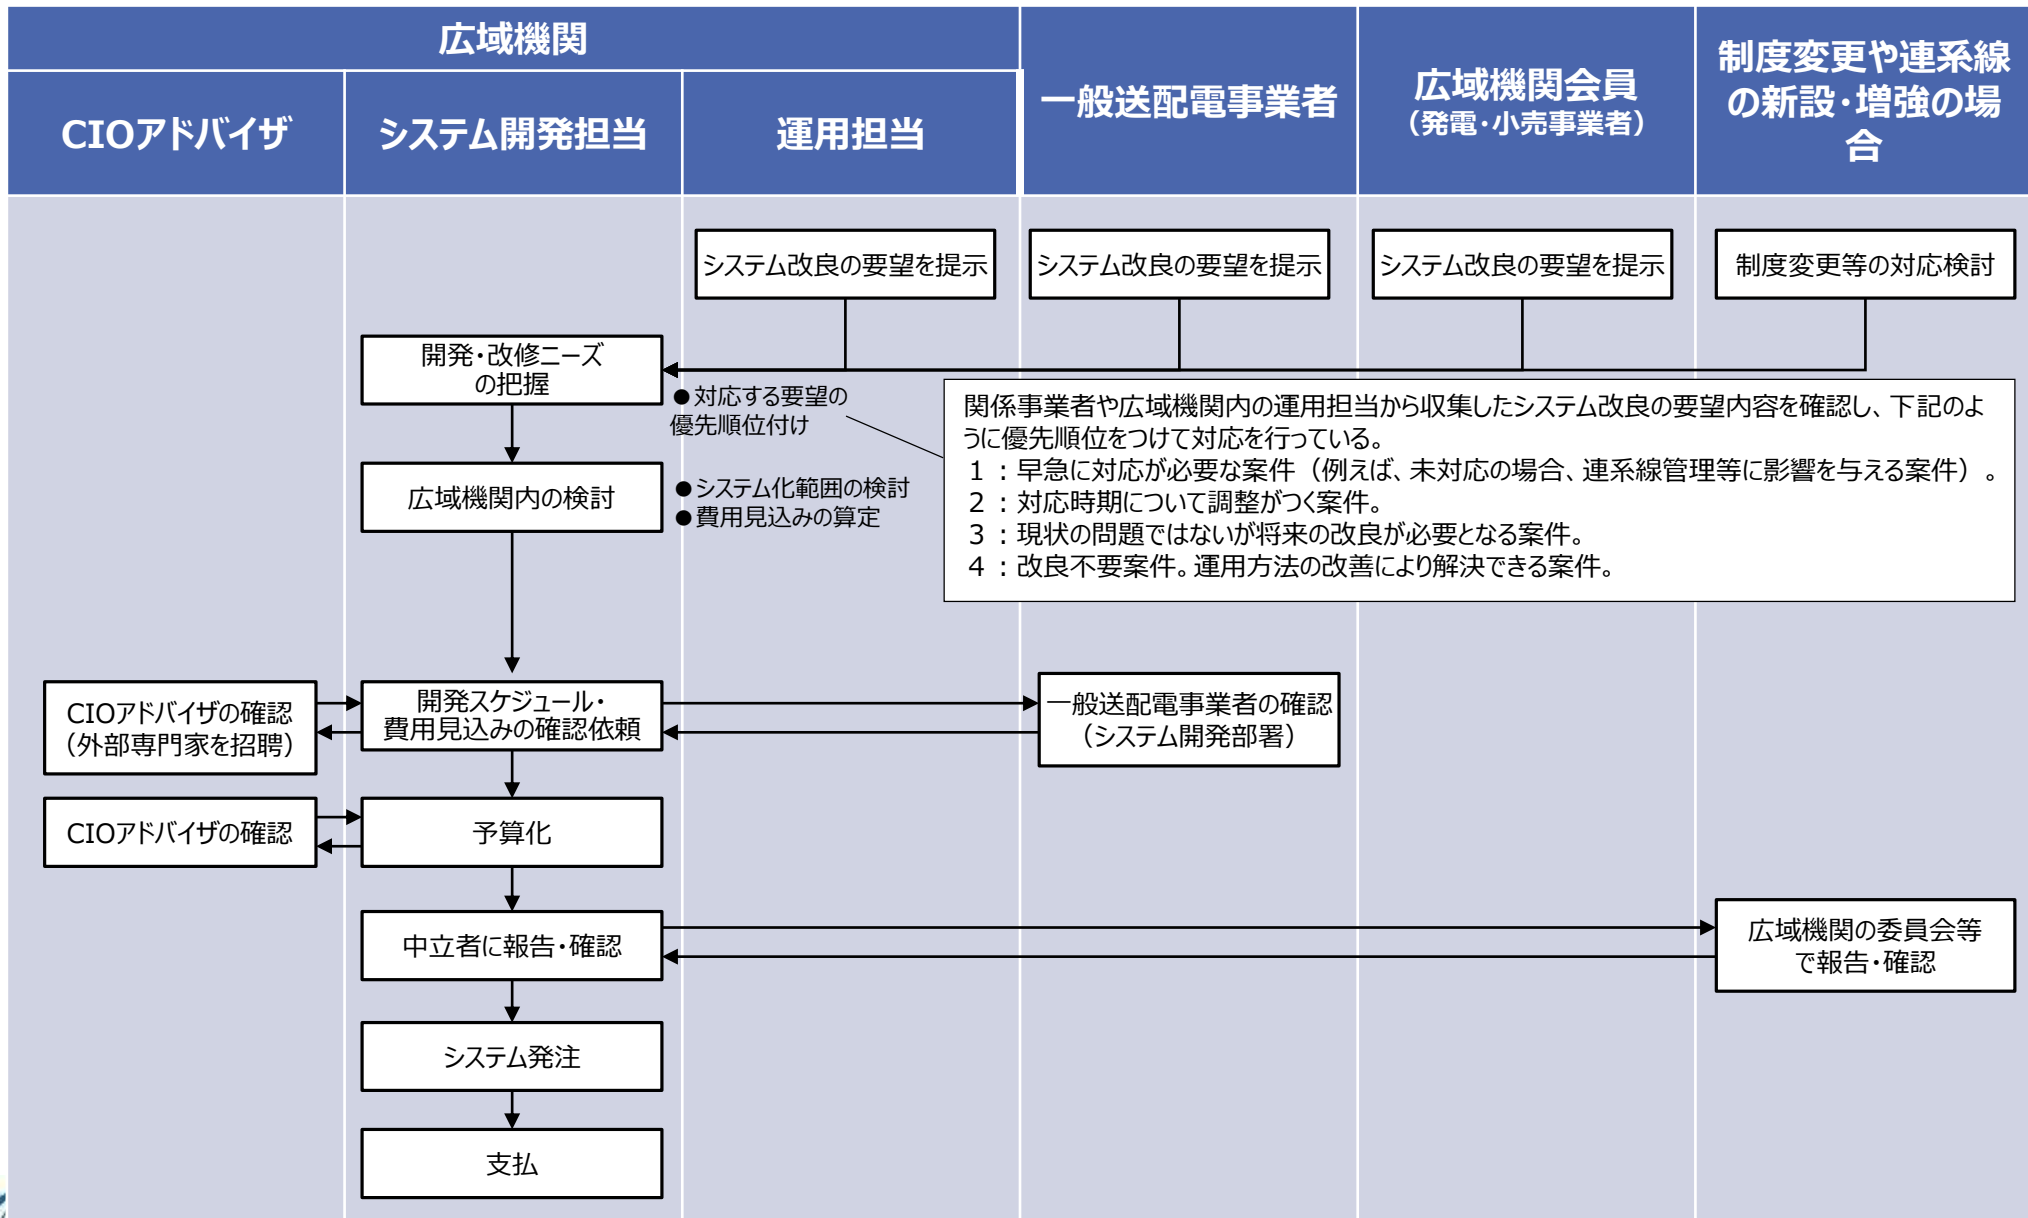 広域機関
CIOアドバイザ
システム開発担当
運用担当
一般送配電事業者
広域機関会員
（発電・小売事業者）
制度変更や連系線
の新設・増強の場
合
システム改良の要望を提示
システム改良の要望を提示
システム改良の要望を提示
制度変更等の対応検討
開発・改修ニーズ
の把握
●対応する要望の
優先順位付け
関係事業者や広域機関内の運用担当から収集したシステム改良の要望内容を確認し、下記のよ
うに優先順位をつけて対応を行っている。
１：早急に対応が必要な案件（例えば、未対応の場合、連系線管理等に影響を与える案件）。
２：対応時期について調整がつく案件。
３：現状の問題ではないが将来の改良が必要となる案件。
４：改良不要案件。運用方法の改善により解決できる案件。
広域機関内の検討
●システム化範囲の検討
●費用見込みの算定
CIOアドバイザの確認
（外部専門家を招聘）
開発スケジュール・
費用見込みの確認依頼
一般送配電事業者の確認
（システム開発部署）
CIOアドバイザの確認
予算化
中立者に報告・確認
広域機関の委員会等
で報告・確認
システム発注
支払